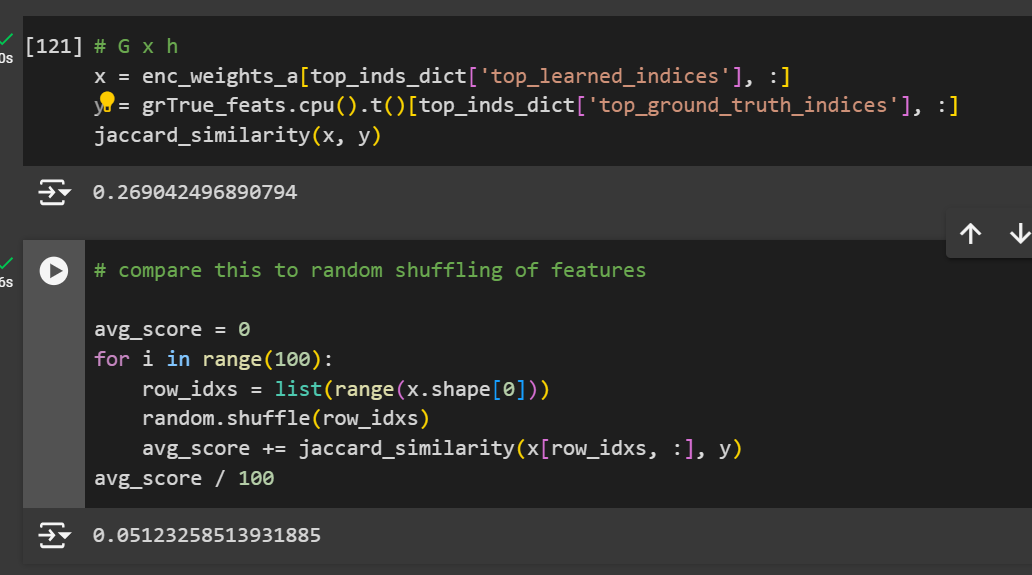 [121] # G x h
0s
x = enc_weights_a[top_inds_dict['top_learned_indices'], :]
y = grTrue_feats.cpu().t()[top_inds_dict['top_ground_truth_indices'], :]
jaccard_similarity(x, y)
0.269042496890794
# compare this to random shuffling of features
6s
avg_score = 0
for i in range(100):
    row_idxs = list(range(x.shape[0]))
    random.shuffle(row_idxs)
    avg_score += jaccard_similarity(x[row_idxs, :], y)
avg_score / 100
0.05123258513931885